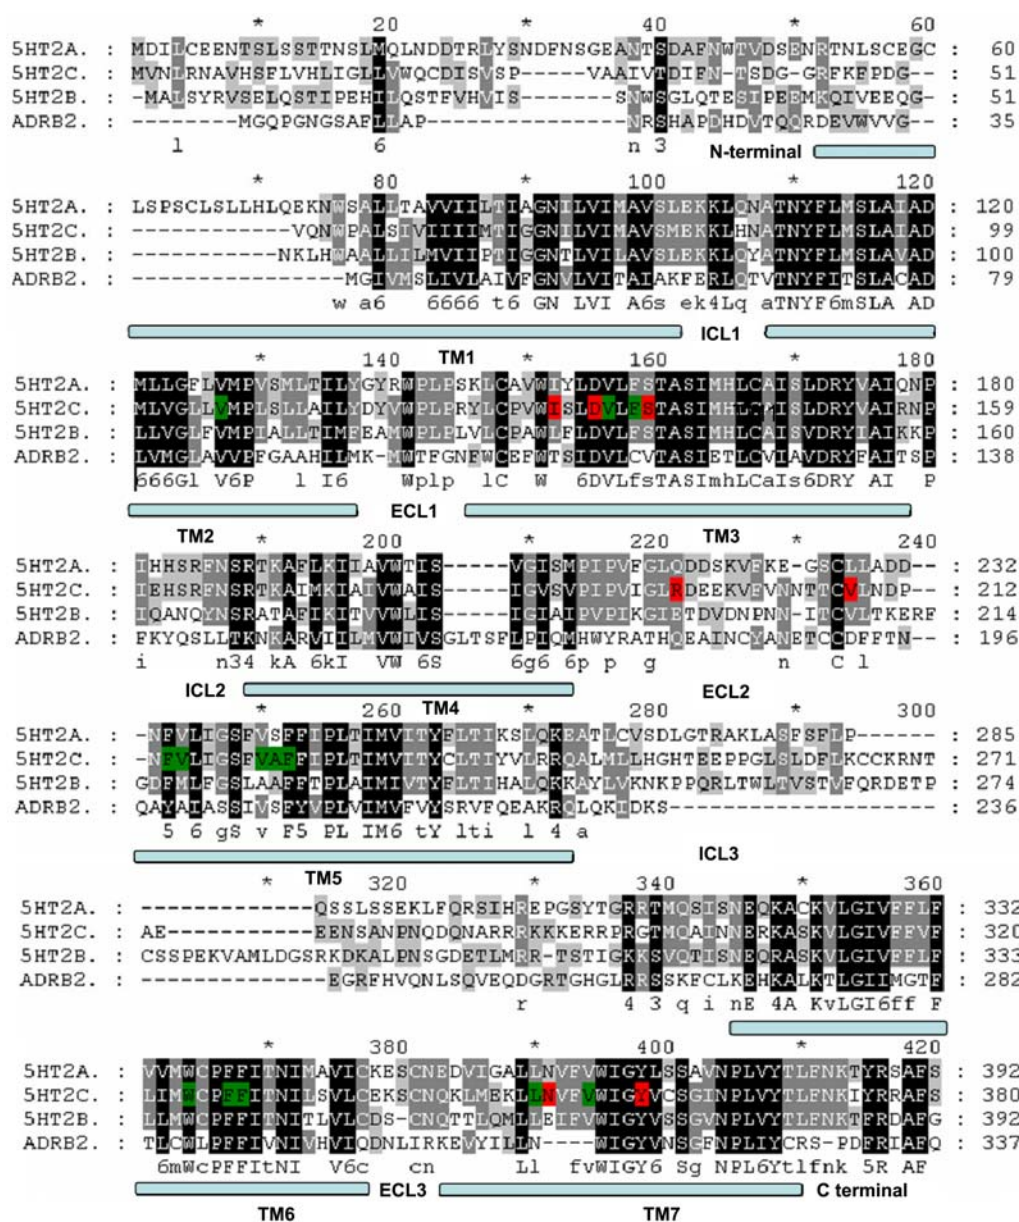 * 20 * 40 * 60
5HT2A. : MDILCEENTSLSSTTNSLMQLNDDTRLYSNDFNSGEANTSDAFNWTVDSENRTNLSCEGC : 60
5HT2C. : MVNLRNAVHSFLVHLIGLLVWQCDISVSP------VAAIVTDIFN-TSDG-GRFKFPDG- : 51
5HT2B. : -MALSYRVSELQSTIPEHILQSTFVHVIS-------SNWSGLQTESIPEEMKQIVEEQG- : 51
ADRB2. : -------MGQPGNGSAFLLAP------------NRSHAPDHDVTQQRDEVWVVG- : 35
l 6 n 3
N-terminal
* 80 * 100 * 120
5HT2A. : LSPSCLSLLHLQEKNWSALLTAVVIILTIAGNILVIMAVSLEKKLQNATNYFLMSLAIAD : 120
5HT2C. : ------------VQNWPALSIVIIIIMTIGGNILVIMAVSMEKKLHNATNYFLMSLAIAD : 99
5HT2B. : -----------NKLHWAALLILMVIIPTIGGNTLVILAVSLEKKLQYATNYFLMSLAVAD : 100
ADRB2. : ----------------MGIVMSLIVLAIVFGNVLVITAIAKFERLQTVTNYFITSLACAD : 79
w a6 6666 t6 GN LVI A6s ek4Lq aTNYF6mSLA AD
ICL1
TM1
* 140 * 160 * 180
5HT2A. : MLLGFLVMPVSMLTILYGYRWPLPSKLCAVWIYLDVLFSTASIMHLCAISLDRYVAIQNP : 180
5HT2C. : MLVGLLVMPLSLLAILYDYVWPLPRYLCPVWISLDVLFSTASIMHLCAISLDRYVAIRNP : 159
5HT2B. : LLVGLFVMPIALLTIMFEAMWPLPLVLCPAWLFLDVLFSTASIMHLCAISVDRYIAIKKP : 160
ADRB2. : LVMGLAVVPFGAAHILMK-MWTFGNFWCEFWTSIDVLCVTASIETLCVIAVDRYFAITSP : 138
666Gl V6P l I6 Wplp lC W 6DVLfsTASImhLCaIs6DRY AI P
ECL1
TM2 * 200 * 220 TM3 * 240
5HT2A. : IHHSRFNSRTKAFLKIIAVWTIS-----VGISMPIPVFGLQDDSKVFKE-GSCLLADD-- : 232
5HT2C. : IEHSRFNSRTKAIMKIAIVWAIS-----IGVSVPIPVIGLRDEEKVFVNNTTCVLNDP-- : 212
5HT2B. : IQANQYNSRATAFIKITVVWLIS-----IGIAIPVPIKGIETDVDNPNN-ITCVLTKERF : 214
ADRB2. : FKYQSLLTKNKARVIILMVWIVSGLTSFLPIQMHWYRATHQEAINCYANETCCDFFTN-- : 196
i n34 kA 6kI VW 6S 6g6 6p p g n C l
ICL2 ECL2
* 260 TM4 * 280 * 300
5HT2A. : -NFVLIGSFVSFFIPLTIMVITYFLTIKSLQKEATLCVSDLGTRAKLASFSFLP------ : 285
5HT2C. : -NFVLIGSFVAFFIPLTIMVITYCLTIYVLRRQALMLLHGHTEEPPGLSLDFLKCCKRNT : 271
5HT2B. : GDFMLFGSLAAFFTPLTIMIVTYFLTIHALQKKAYLVKNKPPQRLTWLTVSTVFQRDETP : 274
ADRB2. : QAYAIASSIVSFYVPLVIMVFVYSRVFQEAKRQLQKIDKS-------------------- : 236
5 6 gS v F5 PL IM6 tY lti l 4 a
ICL3
* TM5 320 * 340 * 360
5HT2A. : -------------QSSLSSEKLFQRSIHREPGSYTGRRTMQSISNEQKACKVLGIVFFLF : 332
5HT2C. : AE-----------EENSANPNQDQNARRRKKKERRPRGTMQAINNERKASKVLGIVFFVF : 320
5HT2B. : CSSPEKVAMLDGSRKDKALPNSGDETLMRR-TSTIGKKSVQTISNEQRASKVLGIVFFLF : 333
ADRB2. : -------------EGRFHVQNLSQVEQDGRTGHGLRRSSKFCLKEHKALKTLGIIMGTF : 282
r 4 3 q i nE 4A KvLGI6ff F
* 380 * 400 * 420
5HT2A. : VVMWCPFFITNIMAVICKESCNEDVIGALLNVFVWIGYLSSAVNPLVYTLFNKTYRSAFS : 392
5HT2C. : LIMWCPFFITNILSVLCEKSCNQKLMEKLLNVFVWIGYVCSGINPLVYTLFNKIYRRAFS : 380
5HT2B. : LLMWCPFFITNITLVLCDS-CNQTTLQMLLEIFVWIGYVSSGVNPLVYTLFNKTFRDAFG : 392
ADRB2. : TLCWLPFFIVNIVHVIQDNLIRKEVYILLN----WIGYVNSGFNPLIYCRS-PDFRIAFQ : 337
6mWcPFFItNI V6c cn Ll fvWIGY6 Sg NPL6Ytlfnk 5R AF
ECL3 C terminal
TM6 TM7